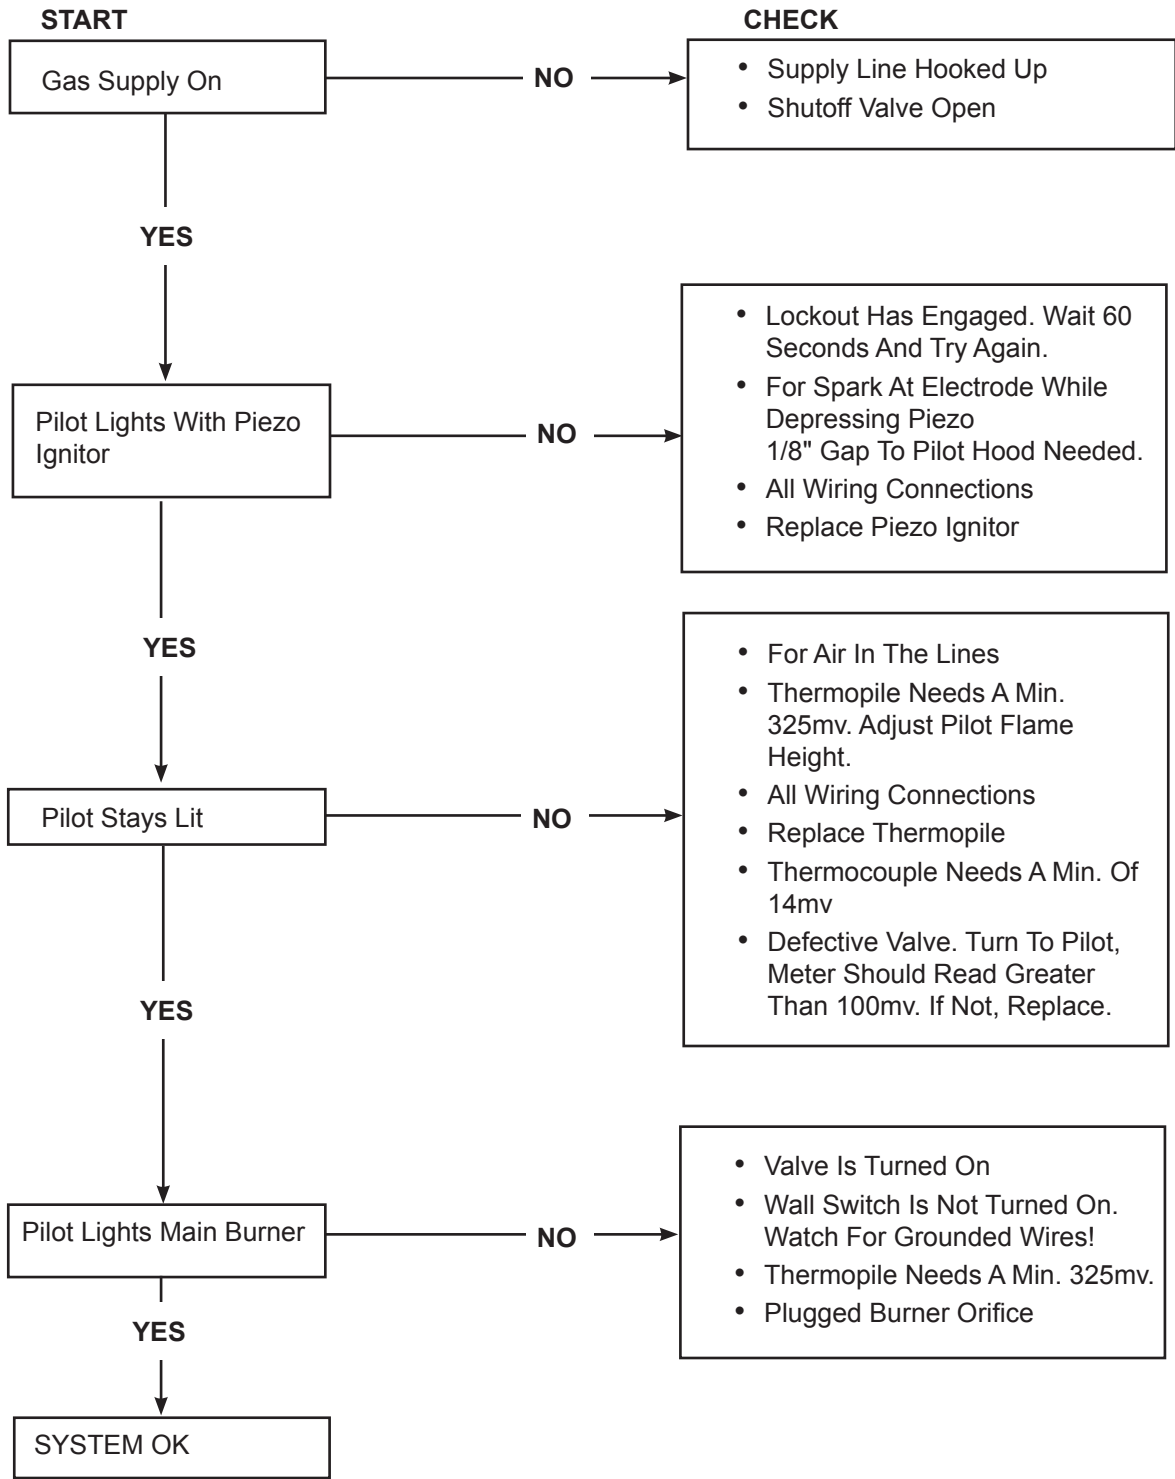 START
CHECK
Gas Supply On
NO
• Supply Line Hooked Up
• Shutoff Valve Open
YES
Pilot Lights With Piezo
Ignitor
NO
• Lockout Has Engaged. Wait 60
Seconds And Try Again.
• For Spark At Electrode While
Depressing Piezo
1/8" Gap To Pilot Hood Needed.
• All Wiring Connections
• Replace Piezo Ignitor
YES
Pilot Stays Lit
NO
• For Air In The Lines
• Thermopile Needs A Min.
325mv. Adjust Pilot Flame
Height.
• All Wiring Connections
• Replace Thermopile
• Thermocouple Needs A Min. Of
14mv
• Defective Valve. Turn To Pilot,
Meter Should Read Greater
Than 100mv. If Not, Replace.
YES
Pilot Lights Main Burner
NO
• Valve Is Turned On
• Wall Switch Is Not Turned On.
Watch For Grounded Wires!
• Thermopile Needs A Min. 325mv.
• Plugged Burner Orifice
YES
SYSTEM OK